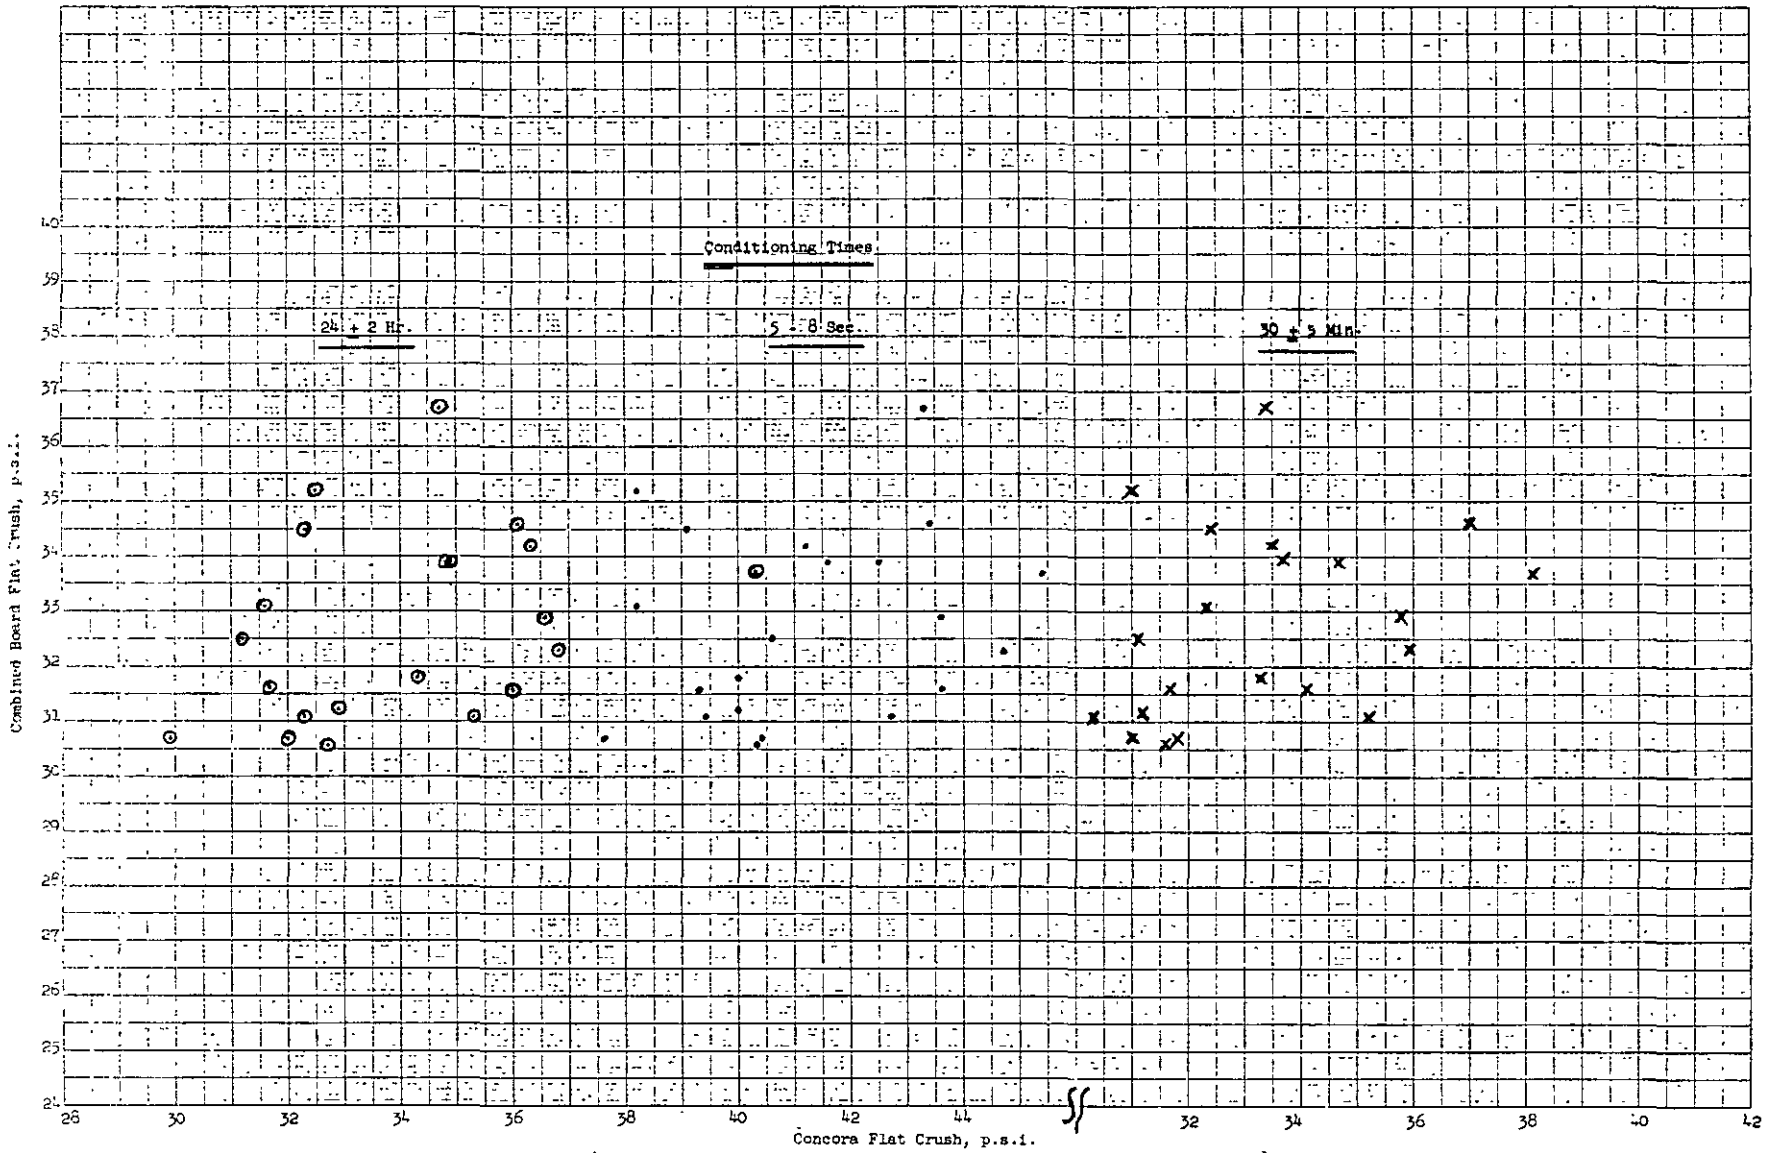 Conditioning Times
24 ± 2 Hr.
5 - 8 Sec.
30 ± 5 Min.
40
39
38
37
36
35
34
33
32
31
30
29
28
27
26
25
24
Combined Board Flat Crush, p.s.i.
28 30 32 34 36 38 40 42 44 32 34 36 38 40 42
Concora Flat Crush, p.s.i.